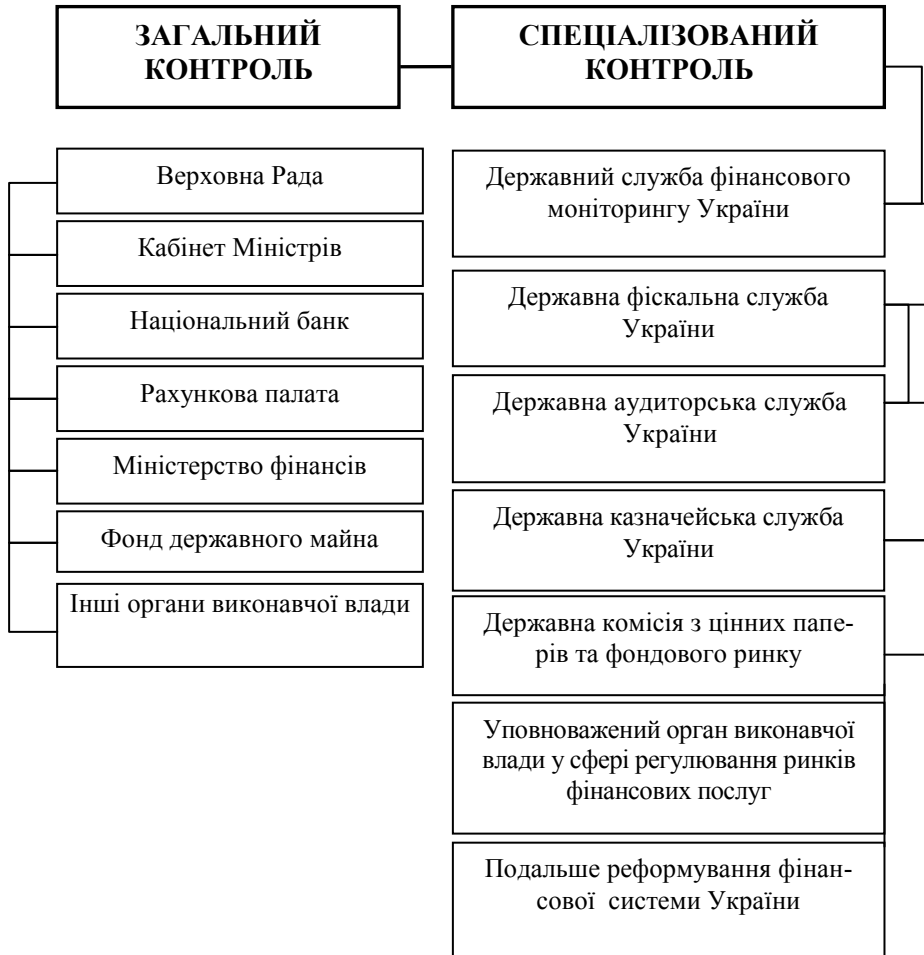 ЗАГАЛЬНИЙ
КОНТРОЛЬ
СПЕЦІАЛІЗОВАНИЙ
КОНТРОЛЬ
Верховна Рада
Кабінет Міністрів
Національний банк
Рахункова палата
Міністерство фінансів
Фонд державного майна
Інші органи виконавчої влади
Державний служба фінансового
моніторингу України
Державна фіскальна служба
України
Державна аудиторська служба
України
Державна казначейська служба
України
Державна комісія з цінних папе-
рів та фондового ринку
Уповноважений орган виконавчої
влади у сфері регулювання ринків
фінансових послуг
Подальше реформування фінан-
сової системи України